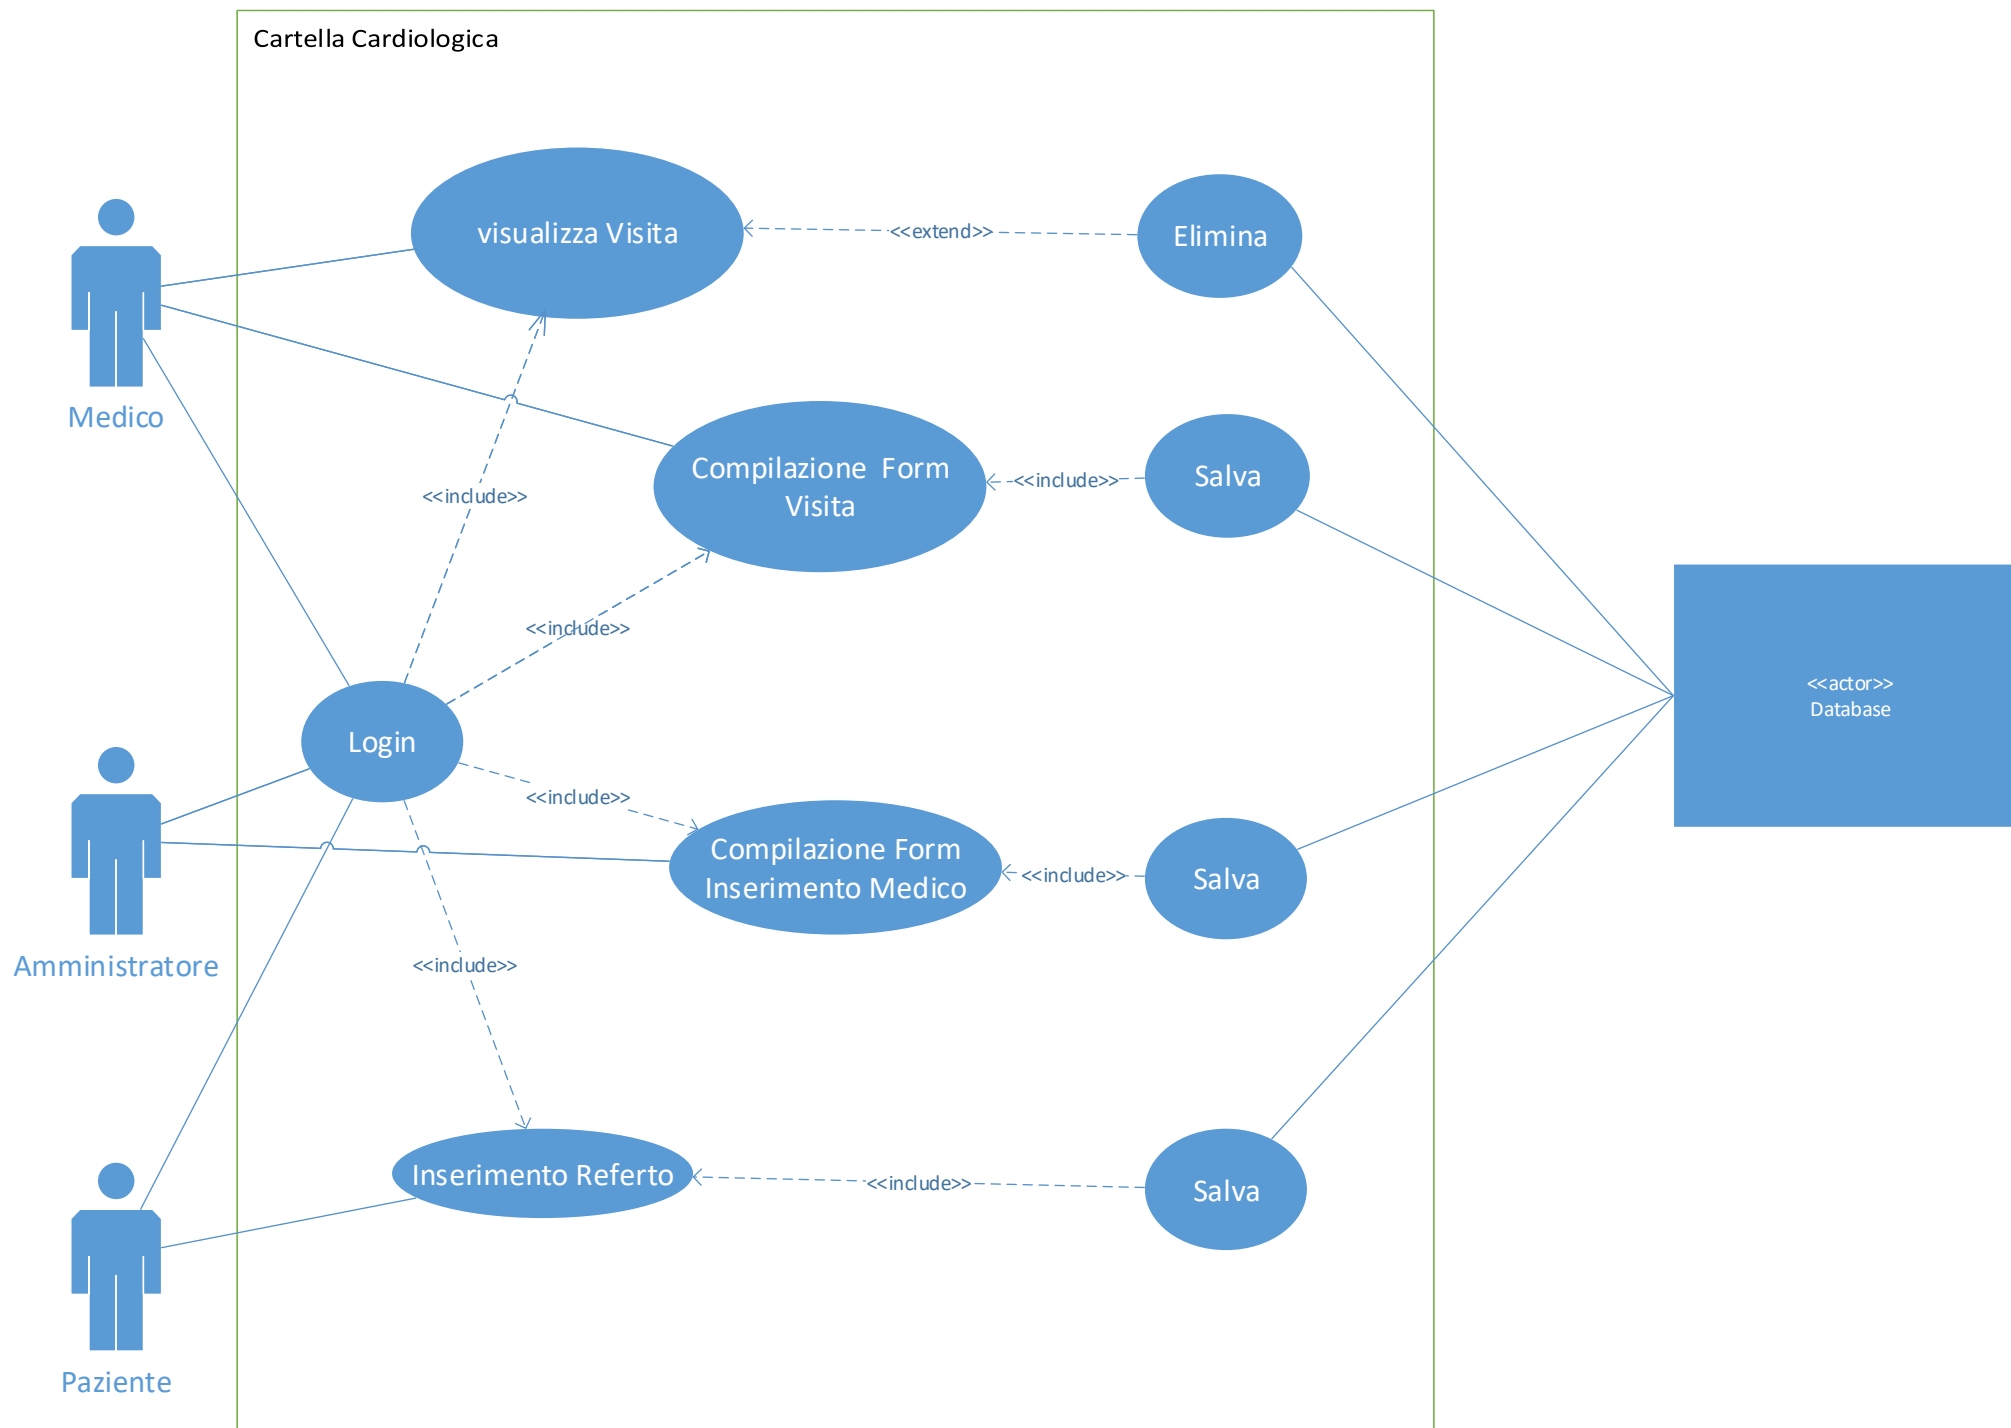 Cartella Cardiologica
visualizza Visita
<<extend>>
Elimina
Medico
Compilazione  Form
Visita
<<include>>
Salva
<<include>>
<<include>>
<<actor>>
Database
Login
<<include>>
Compilazione Form
Inserimento Medico
<<include>>
Salva
Amministratore
<<include>>
Inserimento Referto
<<include>>
Salva
Paziente